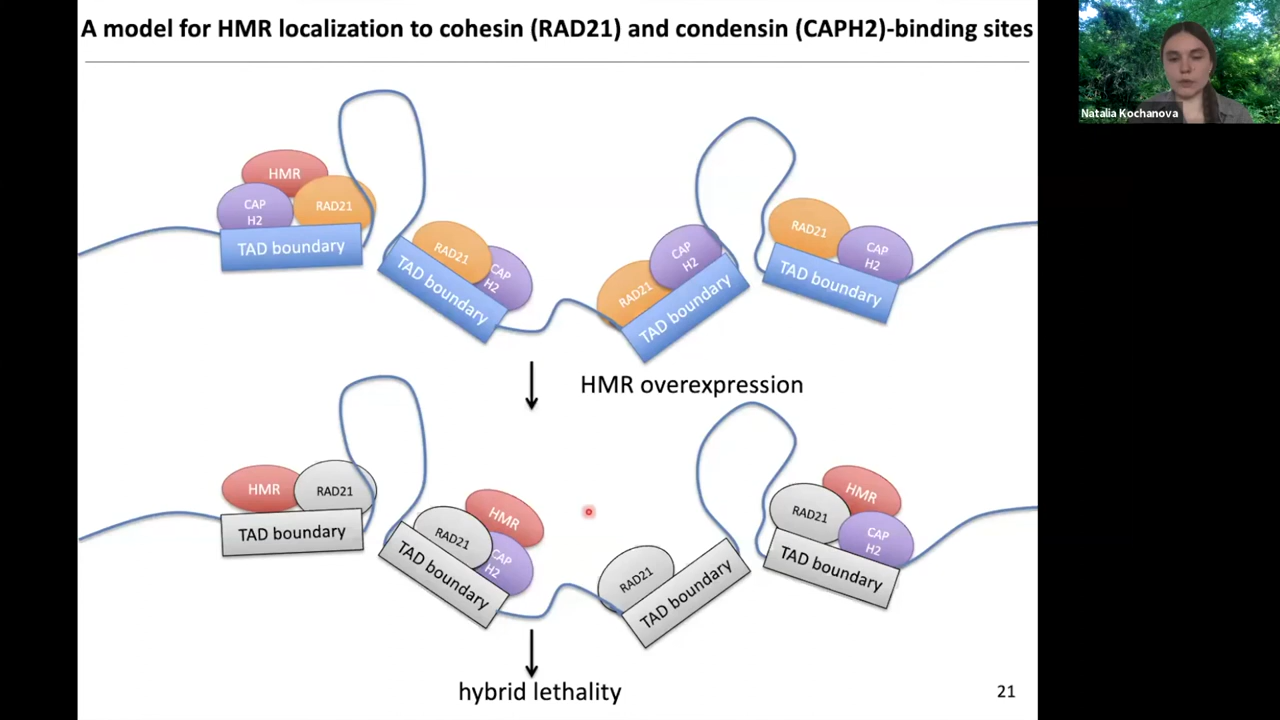 A model for HMR localization to cohesin (RAD21) and condensin (CAPH2)-binding sites
Natalia Kochanova
HMR
CAP
H2
RAD21
TAD boundary
RAD21
CAP
H2
TAD boundary
RAD21
CAP
H2
TAD boundary
RAD21
CAP
H2
TAD boundary
HMR overexpression
HMR
RAD21
TAD boundary
HMR
RAD21
CAP
H2
TAD boundary
RAD21
TAD boundary
HMR
RAD21
CAP
H2
TAD boundary
hybrid lethality
21